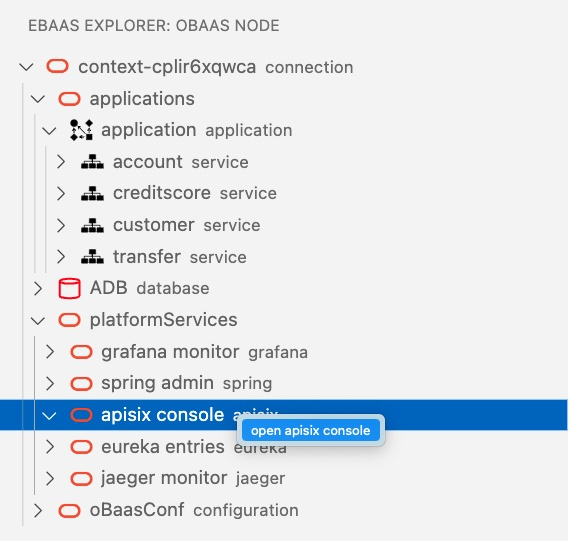 EBAAS EXPLORER: OBAAS NODE
context-cplir6xqwca connection
applications
application application
account service
creditscore service
customer service
transfer service
ADB database
platformServices
grafana monitor grafana
spring admin spring
apisix console apisix
open apisix console
eureka entries eureka
jaeger monitor jaeger
oBaasConf configuration